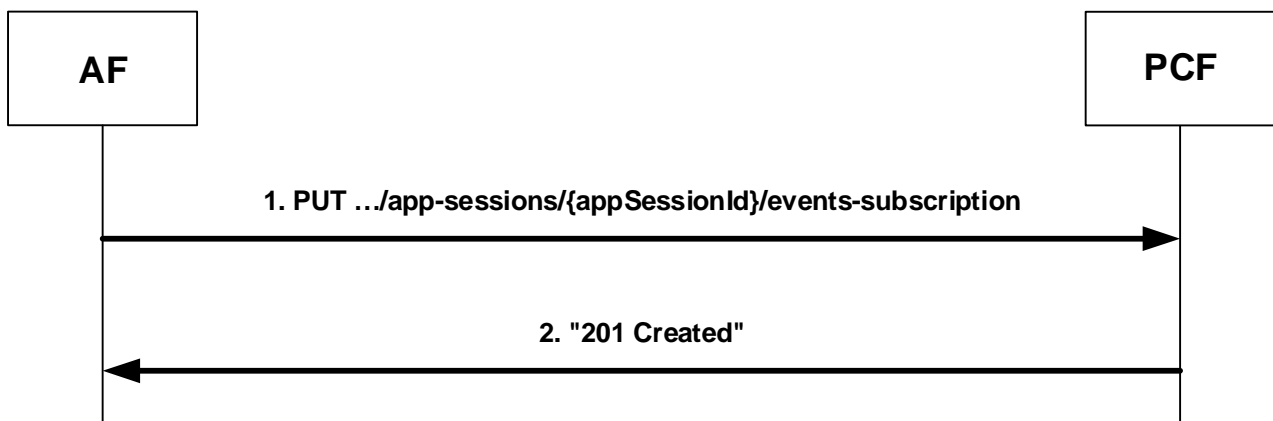 AF
PCF
1. PUT …/app-sessions/{appSessionId}/events-subscription
2. "201 Created"